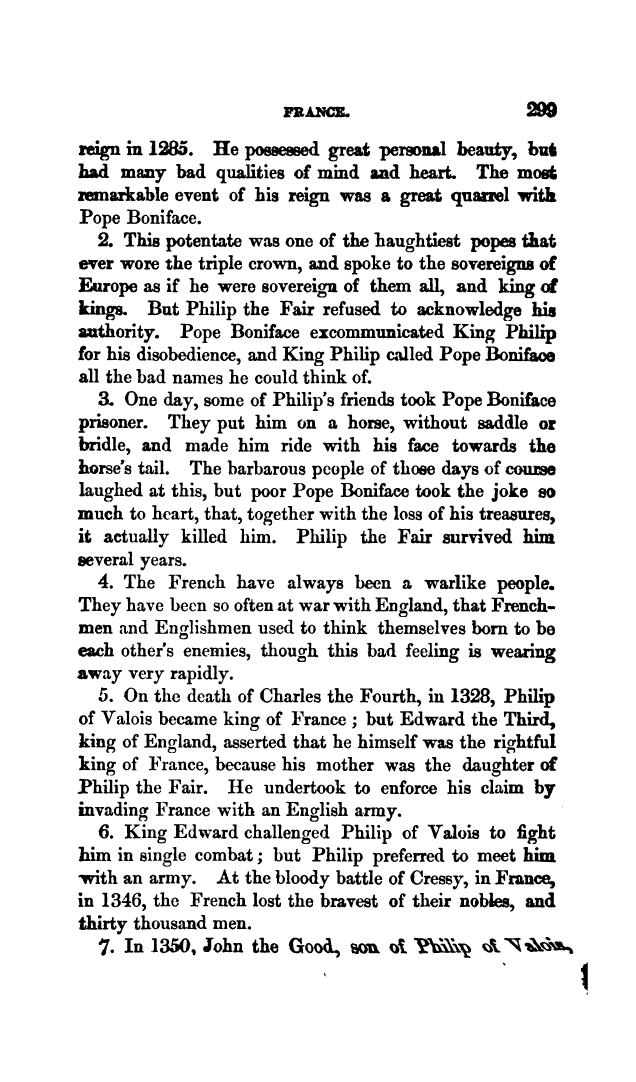 FRANCE. 299
reign in 1285. He possessed great personal beauty, but
had many bad qualities of mind and heart. The most
remarkable event of his reign was a great quarrel with
Pope Boniface.
2. This potentate was one of the haughtiest popes that
ever wore the triple crown, and spoke to the sovereigns of
Europe as if he were sovereign of them all, and king of
kings. But Philip the Fair refused to acknowledge his
authority. Pope Boniface excommunicated King Philip
for his disobedience, and King Philip called Pope Boniface
all the bad names he could think of.
3. One day, some of Philip's friends took Pope Boniface
prisoner. They put him on a horse, without saddle or
bridle, and made him ride with his face towards the
horse's tail. The barbarous people of those days of course
laughed at this, but poor Pope Boniface took the joke so
much to heart, that, together with the loss of his treasures,
it actually killed him. Philip the Fair survived him
several years.
4. The French have always been a warlike people.
They have been so often at war with England, that French-
men and Englishmen used to think themselves born to be
each other's enemies, though this bad feeling is wearing
away very rapidly.
5. On the death of Charles the Fourth, in 1328, Philip
of Valois became king of France ; but Edward the Third,
king of England, asserted that he himself was the rightful
king of France, because his mother was the daughter of
Philip the Fair. He undertook to enforce his claim by
invading France with an English army.
6. King Edward challenged Philip of Valois to fight
him in single combat ; but Philip preferred to meet him
with an army. At the bloody battle of Cressy, in France,
in 1346, the French lost the bravest of their nobles, and
thirty thousand men.
7. In 1350, John the Good, son of Philip of Valois,